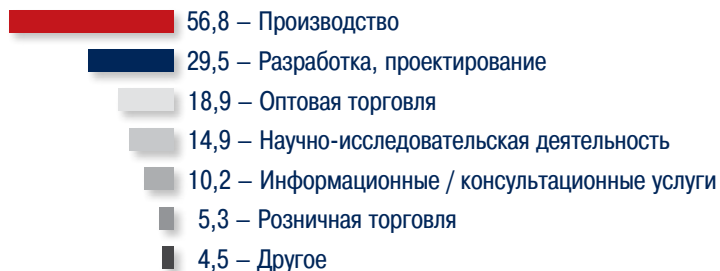 56,8 – Производство
29,5 – Разработка, проектирование
18,9 – Оптовая торговля
14,9 – Научно-исследовательская деятельность
10,2 – Информационные / консультационные услуги
5,3 – Розничная торговля
4,5 – Другое